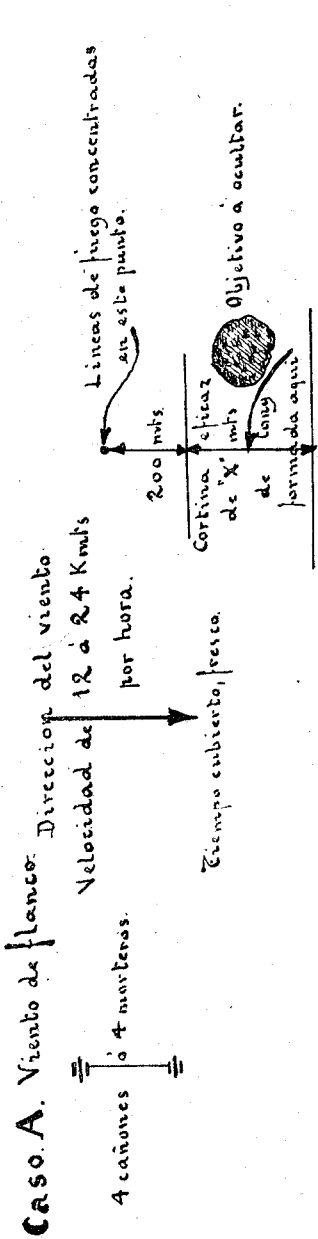 Caso. A. Viento de flanco. Direccion del viento.
Velocidad de 12 á 24 Kmts
por hora.
4 cañones ó 4 morteros.
Tiempo cubierto, fresco.
Lineas de fuego concentradas
en este punto.
200 mts.
Cortina eficaz
de "X" mts
de long
formada aqui
Objetivo á ocultar.